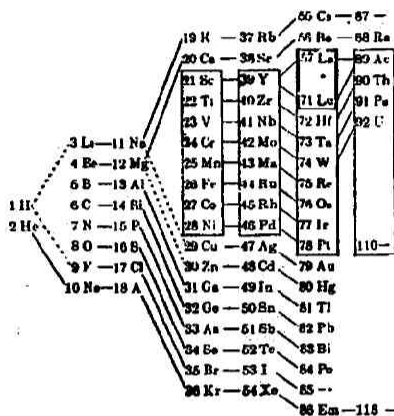 55 Cs — 87 —
19 K — 37 Rb 56 Ba — 88 Ra
20 Ca — 38 Sr 57 La 89 Ac
21 Sc 39 Y 90 Th
22 Ti 40 Zr 71 Lu 91 Pa
23 V 41 Nb 72 Hf 92 U
3 Li — 11 Na 24 Cr 42 Mo 73 Ta
4 Be — 12 Mg 25 Mn 43 Ma 74 W
5 B — 13 Al 26 Fe 44 Ru 75 Re
1 H 6 C — 14 Si 27 Co 45 Rh 76 Os
2 He 7 N — 15 P 28 Ni 46 Pd 77 Ir
8 O — 16 S 29 Cu — 47 Ag 78 Pt 110 —
9 F — 17 Cl 30 Zn — 48 Cd 79 Au
10 Ne — 18 A 31 Ga — 49 In 80 Hg
32 Ge — 50 Sn 81 Tl
33 As — 51 Sb 82 Pb
34 Se — 52 Te 83 Bi
35 Br — 53 I 84 Po
36 Kr — 54 Xe 85 —
86 Em — 118 —